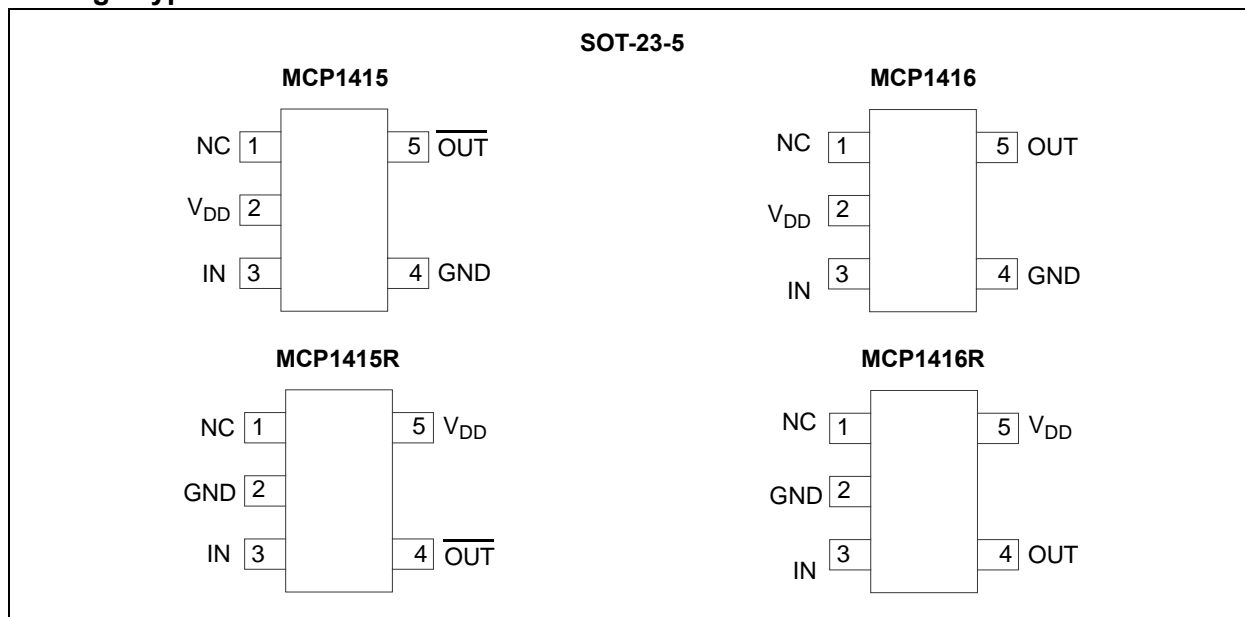 SOT-23-5
MCP1415
NC 1
5 OUT
VDD 2
IN 3
4 GND
MCP1416
NC 1
5 OUT
VDD 2
IN 3
4 GND
MCP1415R
NC 1
5 VDD
GND 2
IN 3
4 OUT
MCP1416R
NC 1
5 VDD
GND 2
IN 3
4 OUT